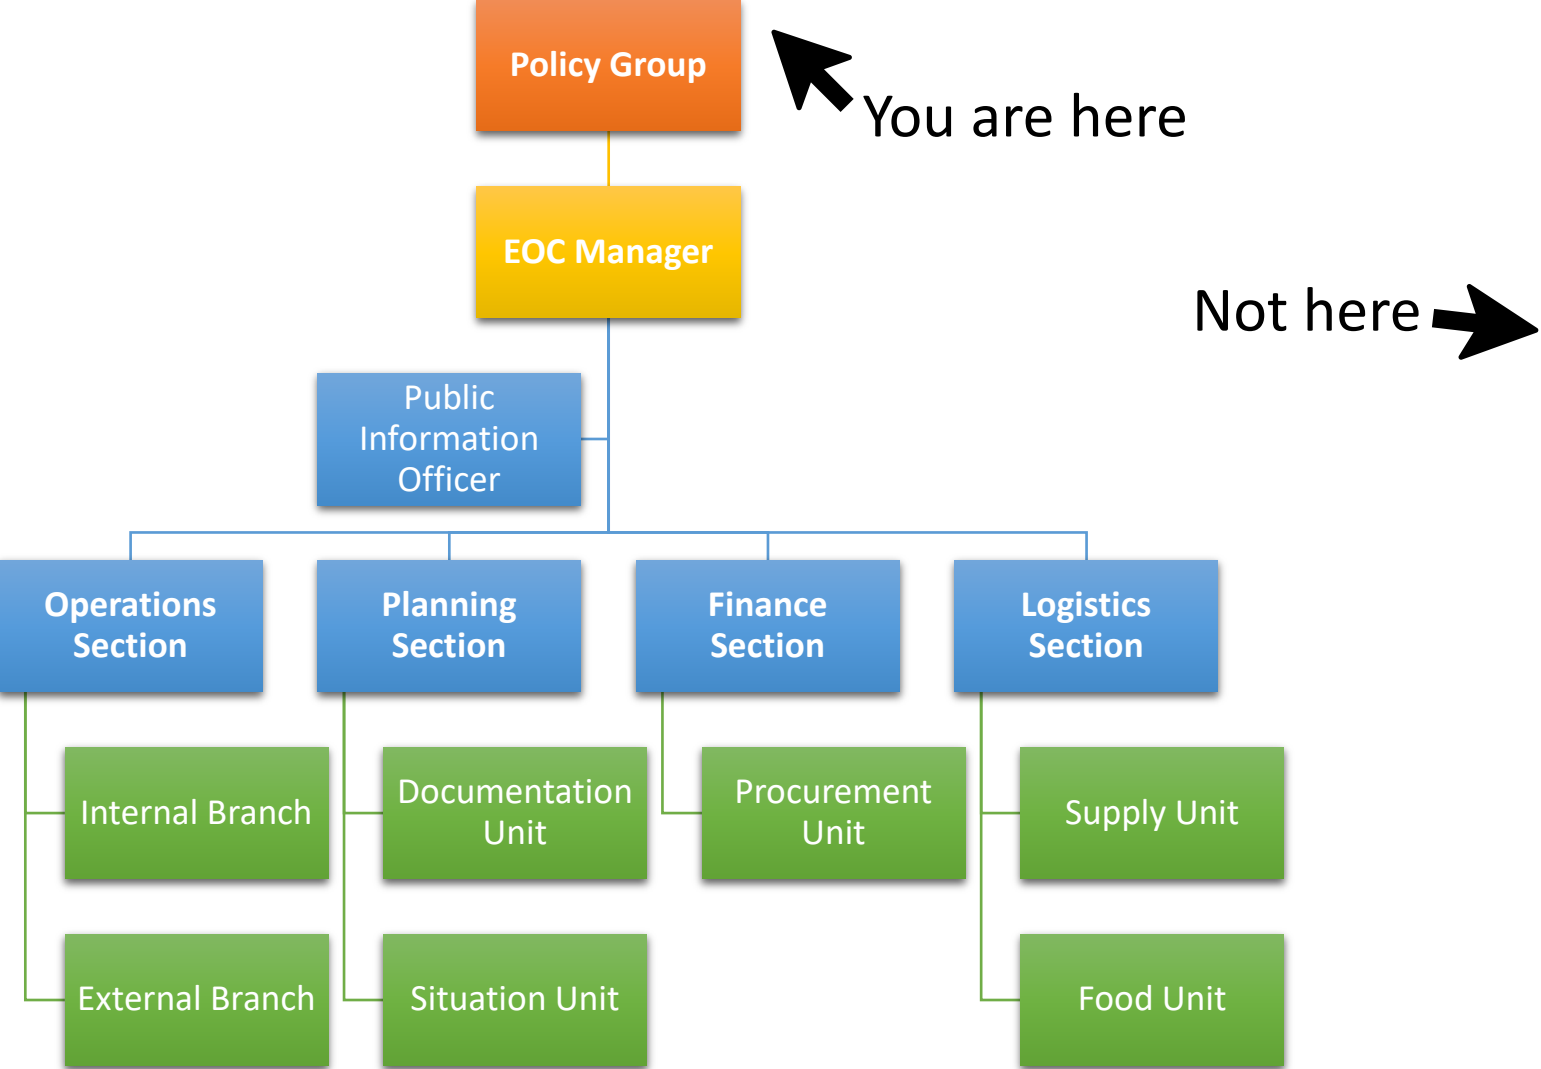 Policy Group
You are here
EOC Manager
Not here
Public
Information
Officer
Operations
Section
Planning
Section
Finance
Section
Logistics
Section
Internal Branch
Documentation
Unit
Procurement
Unit
Supply Unit
External Branch
Situation Unit
Food Unit